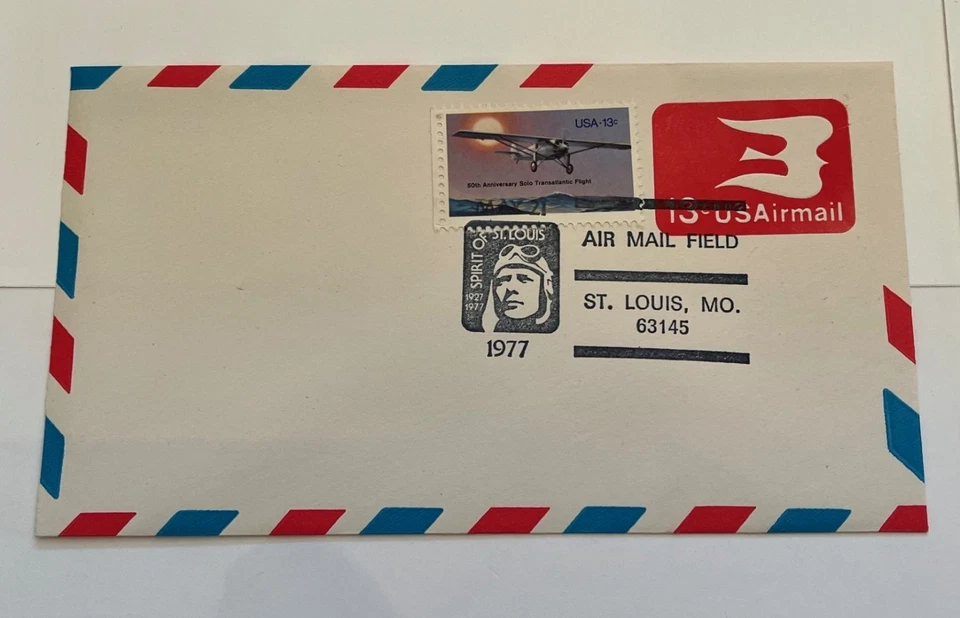 USA·13c
50th Anniversary Solo Transatlantic Flight
13c USAirmail
SPIRIT OF
ST. LOUIS
1927
1977
1977
AIR MAIL FIELD
ST. LOUIS, MO.
63145